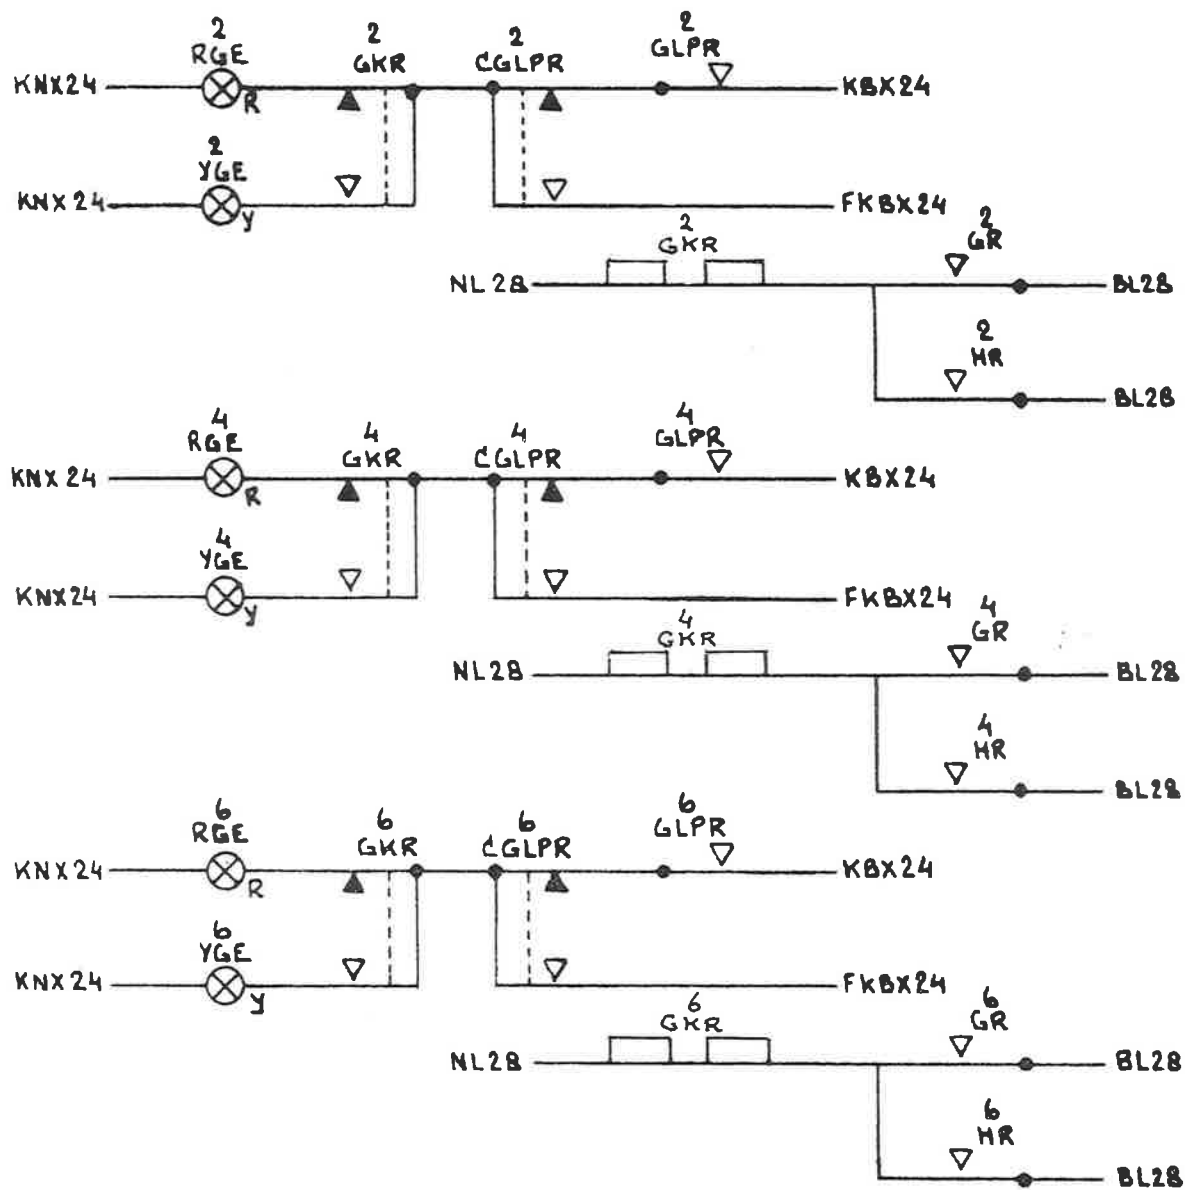 2 2 2 2
RGE GKR CGLPR GLPR
KNX24 R KBX24
2
YGE
KNX24 Y FKBX24
2 2
GKR GR
NL28 BL28
2
HR
BL28
4 4 4 4
RGE GKR CGLPR GLPR
KNX24 R KBX24
4
YGE
KNX24 Y FKBX24
4 4
GKR GR
NL28 BL28
4
HR
BL28
6 6 6 6
RGE GKR CGLPR GLPR
KNX24 R KBX24
6
YGE
KNX24 Y FKBX24
6 6
GKR GR
NL28 BL28
6
HR
BL28